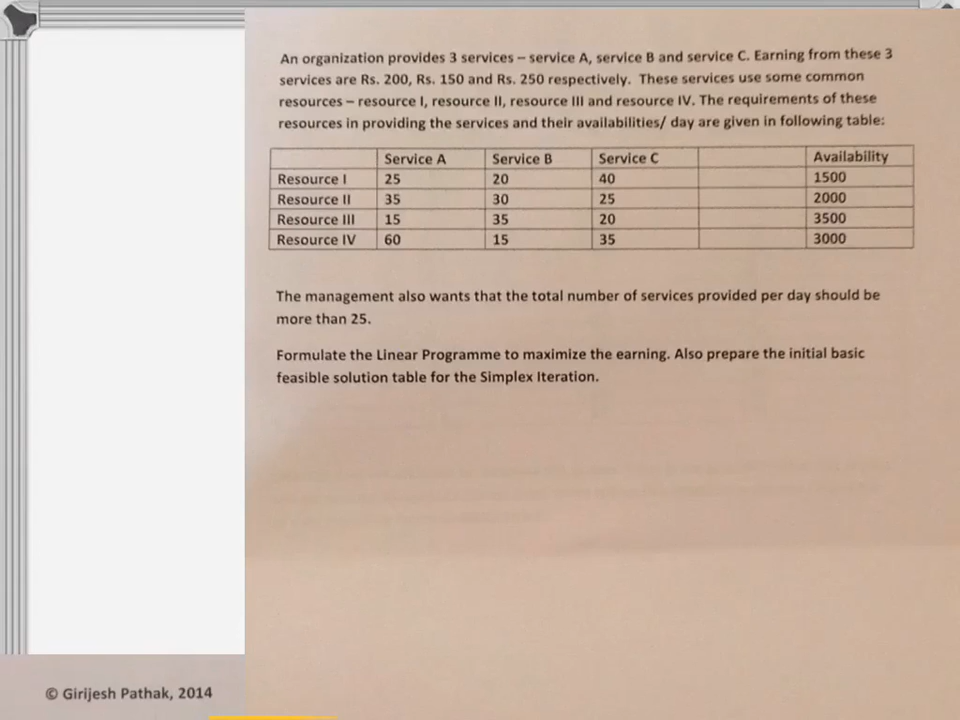 An organization provides 3 services – service A, service B and service C. Earning from these 3
services are Rs. 200, Rs. 150 and Rs. 250 respectively. These services use some common
resources – resource I, resource II, resource III and resource IV. The requirements of these
resources in providing the services and their availabilities/ day are given in following table:
Service A Service B Service C Availability
Resource I 25 20 40 1500
Resource II 35 30 25 2000
Resource III 15 35 20 3500
Resource IV 60 15 35 3000
The management also wants that the total number of services provided per day should be
more than 25.
Formulate the Linear Programme to maximize the earning. Also prepare the initial basic
feasible solution table for the Simplex Iteration.
© Girijesh Pathak, 2014